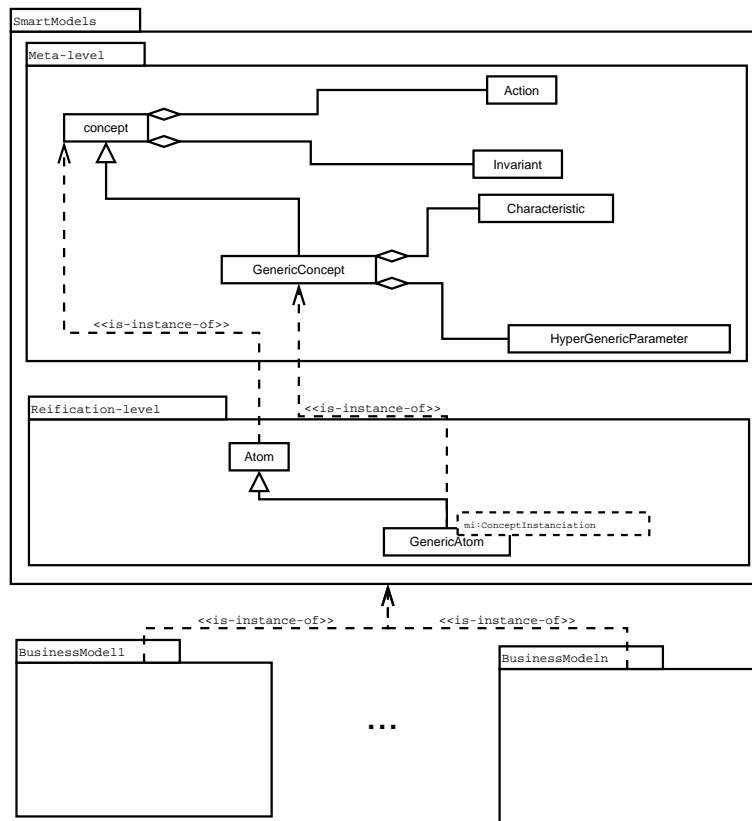 SmartModels
Meta-level
Action
concept
Invariant
Characteristic
GenericConcept
<<is-instance-of>>
HyperGenericParameter
Reification-level
<<is-instance-of>>
Atom
mi:ConceptInstanciation
GenericAtom
<<is-instance-of>>
<<is-instance-of>>
BusinessModel1
BusinessModeln
...